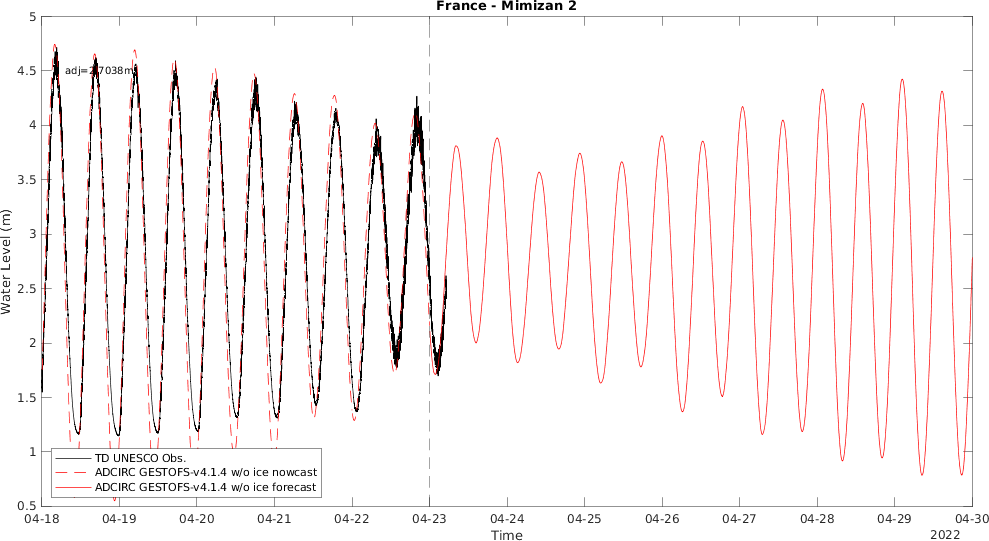 France - Mimizan 2
5
4.5
4
3.5
3
2.5
2
1.5
1
0.5
Water Level (m)
adj=2.7038m
TD UNESCO Obs.
ADCIRC GESTOFS-v4.1.4 w/o ice nowcast
ADCIRC GESTOFS-v4.1.4 w/o ice forecast
04-18 04-19 04-20 04-21 04-22 04-23 04-24 04-25 04-26 04-27 04-28 04-29 04-30
Time
2022